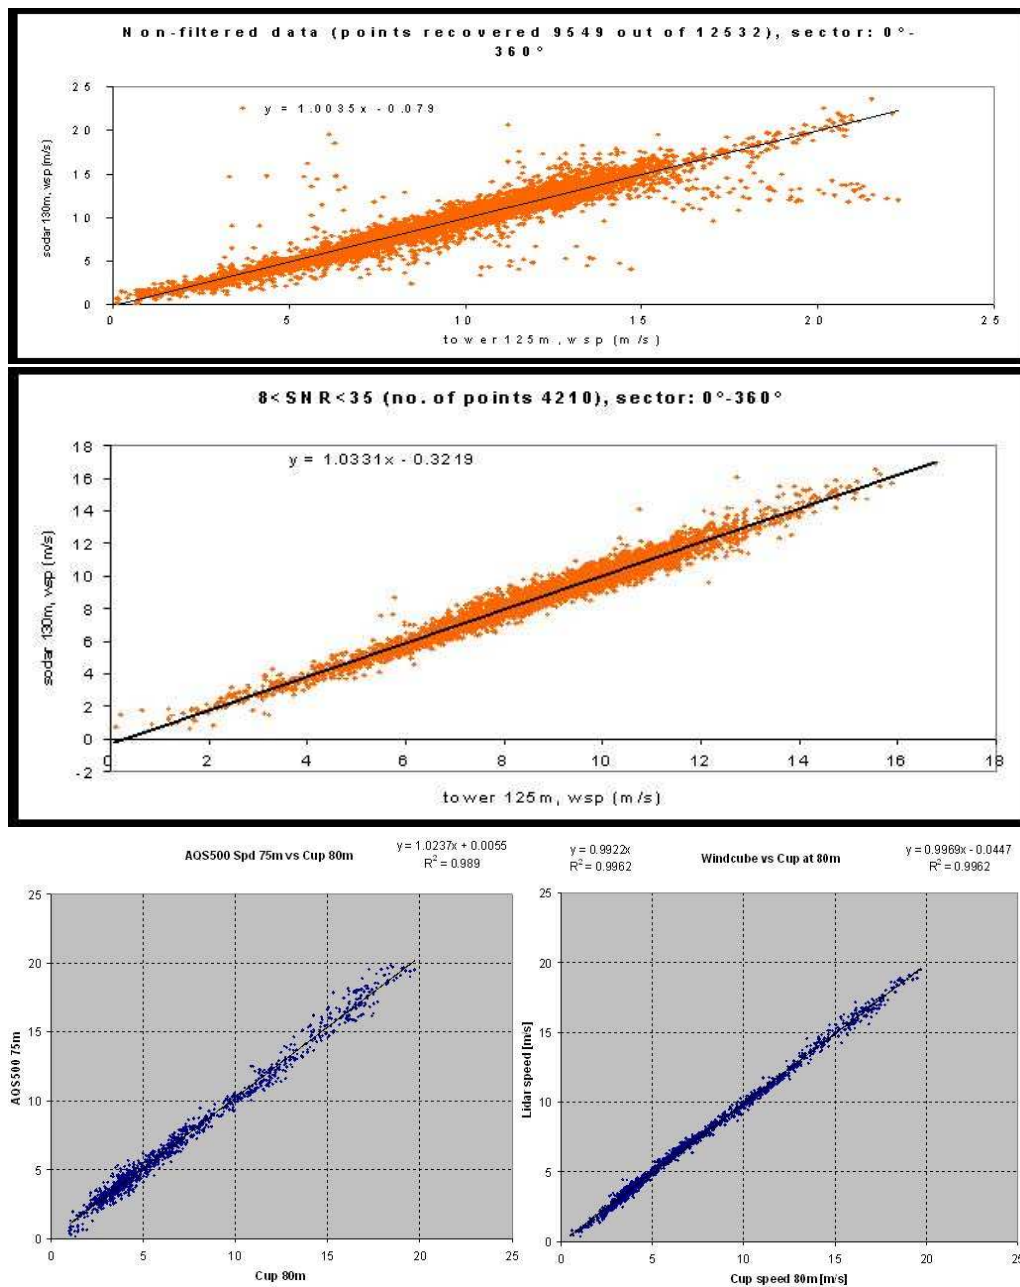 Non-filtered data (points recovered 9549 out of 12532), sector: 0°-
360°
y = 1.0035x - 0.079
25
20
15
10
5
0
sodar 130m, wsp (m/s)
0 5 10 15 20 25
tower 125m, wsp (m/s)
8<SNR<35 (no. of points 4210), sector: 0°-360°
y = 1.0331x - 0.3219
18
16
14
12
10
8
6
4
2
0
-2
sodar 130m, wsp (m/s)
0 2 4 6 8 10 12 14 16 18
tower 125m, wsp (m/s)
AQS500 Spd 75m vs Cup 80m
y = 1.0237x + 0.0055
R² = 0.989
25
20
15
10
5
0
AQS500 75m
0 5 10 15 20 25
Cup 80m
y = 0.9922x
R² = 0.9962
Windcube vs Cup at 80m
y = 0.9969x - 0.0447
R² = 0.9962
25
20
15
10
5
0
Lidar speed [m/s]
0 5 10 15 20 25
Cup speed 80m [m/s]